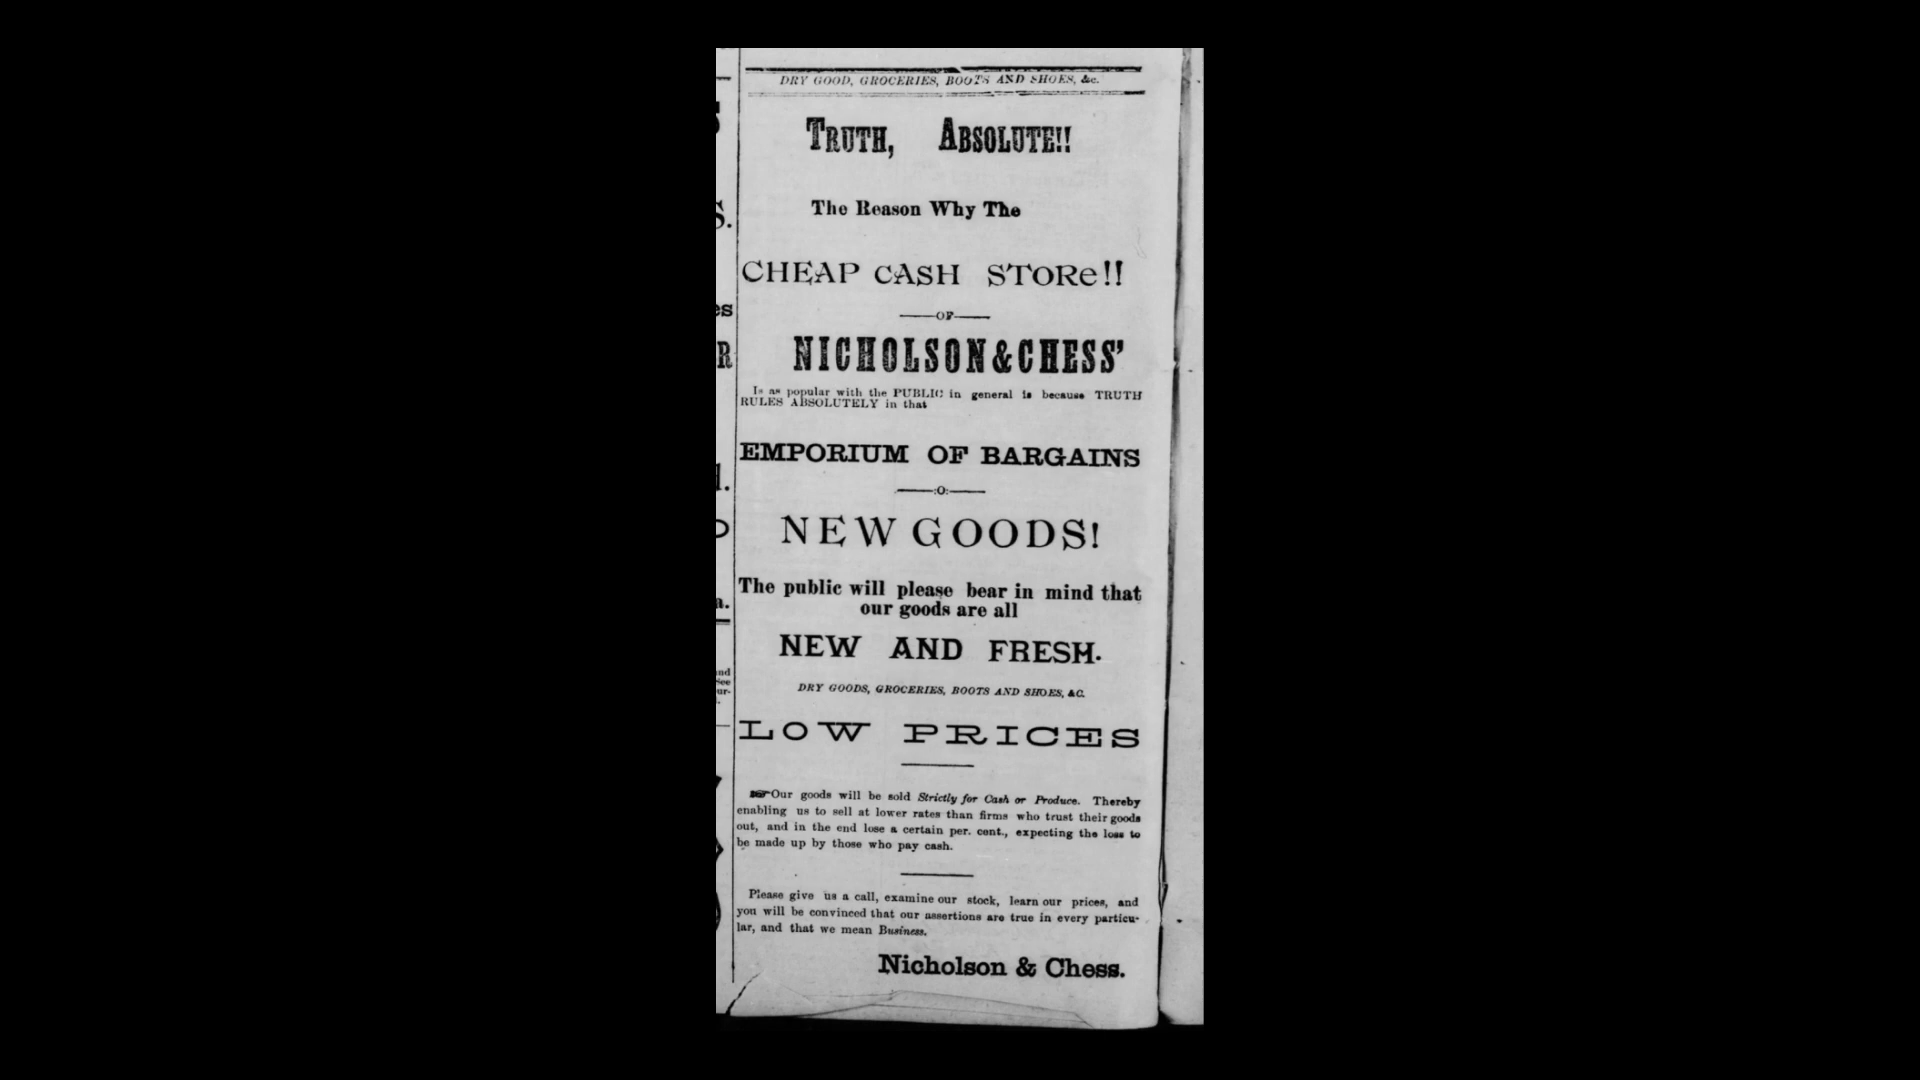 DRY GOOD, GROCERIES, BOOTS AND SHOES, &c.
TRUTH, ABSOLUTE!!
The Reason Why The
CHEAP CASH STORe!!
OF
NICHOLSON & CHESS'
Is as popular with the PUBLIC in general is because TRUTH
RULES ABSOLUTELY in that
EMPORIUM OF BARGAINS
:O:
NEW GOODS!
The public will please bear in mind that
our goods are all
NEW AND FRESH.
DRY GOODS, GROCERIES, BOOTS AND SHOES, &C.
LOW PRICES
☞Our goods will be sold Strictly for Cash or Produce. Thereby
enabling us to sell at lower rates than firms who trust their goods
out, and in the end lose a certain per. cent., expecting the loss to
be made up by those who pay cash.
Please give us a call, examine our stock, learn our prices, and
you will be convinced that our assertions are true in every particu-
lar, and that we mean Business.
Nicholson & Chess.